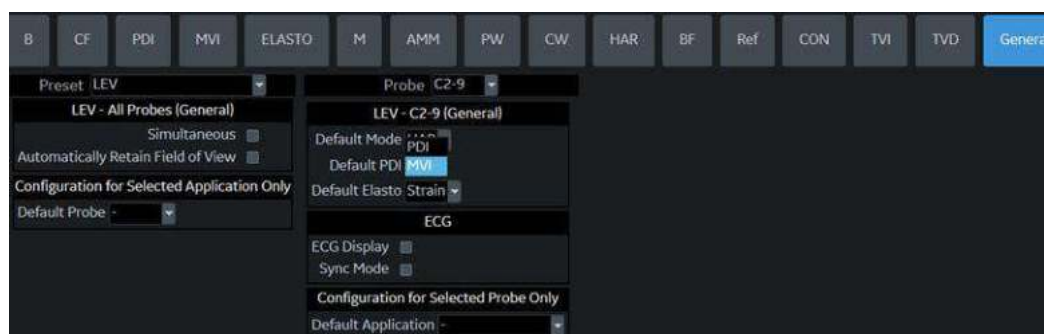 B CF PDI MVI ELASTO M AMM PW CW HAR BF Ref CON TVI TVD Genera
Preset LEV
LEV - All Probes (General)
Simultaneous
Automatically Retain Field of View
Configuration for Selected Application Only
Default Probe -
Probe C2-9
LEV - C2-9 (General)
Default Mode
PDI
Default PDI MVI
Default Elasto Strain
ECG
ECG Display
Sync Mode
Configuration for Selected Probe Only
Default Application -